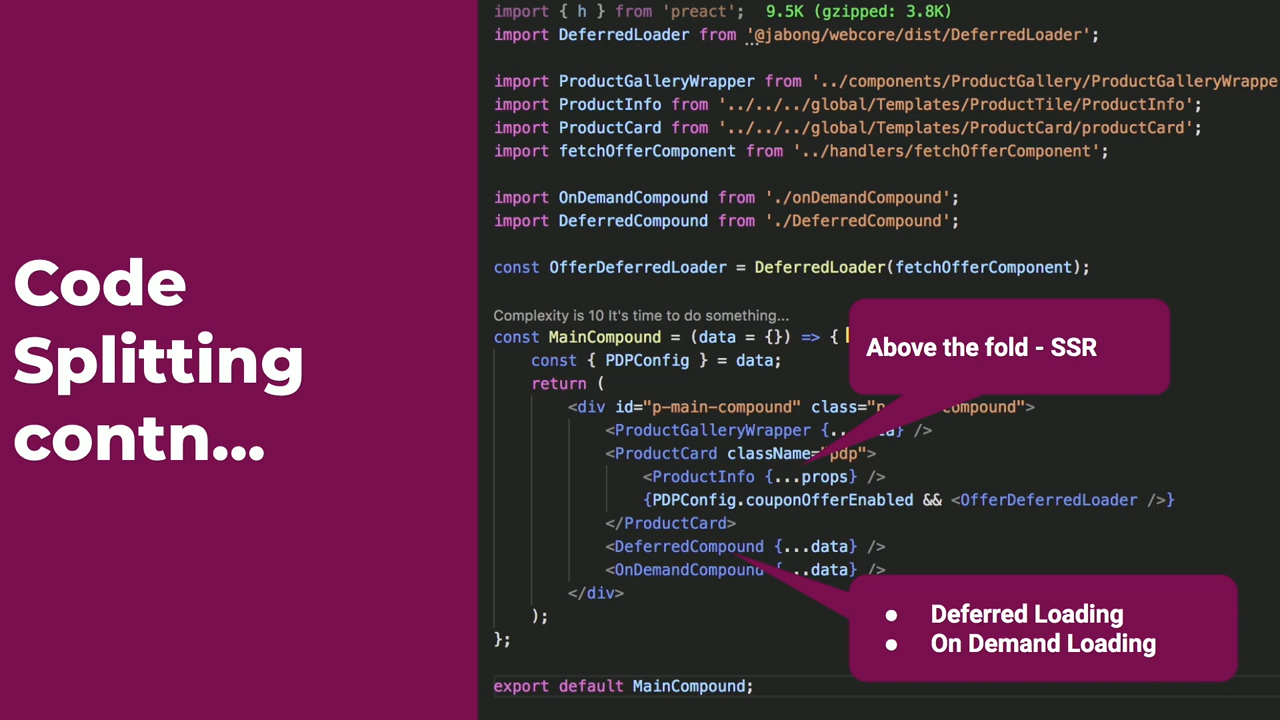 Code
Splitting
contn...
import { h } from 'preact'; 9.5K (gzipped: 3.8K)
import DeferredLoader from '@jabong/webcore/dist/DeferredLoader';
import ProductGalleryWrapper from '../components/ProductGallery/ProductGalleryWrappe
import ProductInfo from '../../../global/Templates/ProductTile/ProductInfo';
import ProductCard from '../../../global/Templates/ProductCard/productCard';
import fetchOfferComponent from '../handlers/fetchOfferComponent';
import OnDemandCompound from './onDemandCompound';
import DeferredCompound from './DeferredCompound';
const OfferDeferredLoader = DeferredLoader(fetchOfferComponent);
Complexity is 10 It's time to do something...
const MainCompound = (data = {}) => {
const { PDPConfig } = data;
return (
<div id="p-main-compound" class="p compound">
<ProductGalleryWrapper {.. ta} />
<ProductCard className="pdp">
<ProductInfo {...props} />
{PDPConfig.couponOfferEnabled && <OfferDeferredLoader />}
</ProductCard>
<DeferredCompound {...data} />
<OnDemandCompound {...data} />
</div>
);
};
export default MainCompound;
Above the fold - SSR
● Deferred Loading
● On Demand Loading